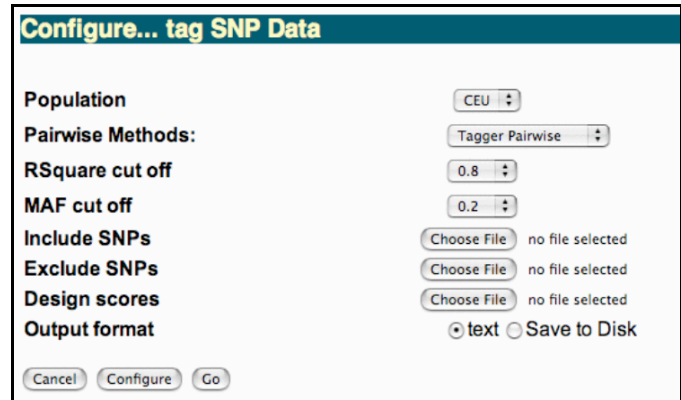 Configure... tag SNP Data
Population CEU
Pairwise Methods: Tagger Pairwise
RSquare cut off 0.8
MAF cut off 0.2
Include SNPs Choose File no file selected
Exclude SNPs Choose File no file selected
Design scores Choose File no file selected
Output format text Save to Disk
Cancel Configure Go